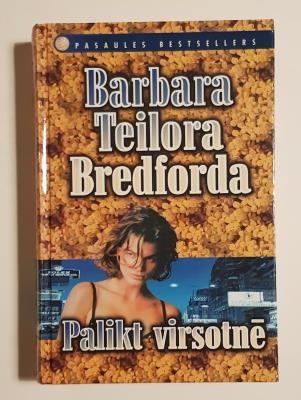 PASAULES BESTSELLERS
Barbara
Teilora
Bredforda
Palikt virsotnē